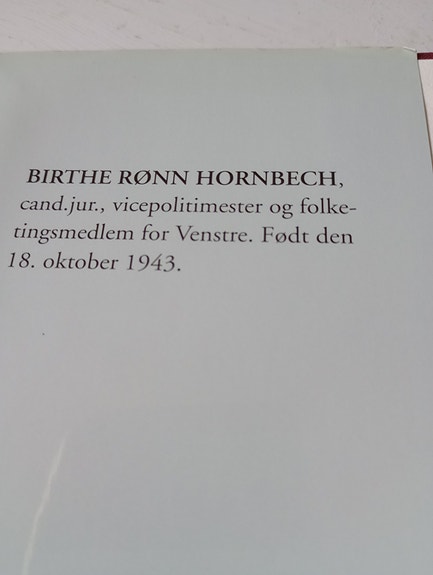 BIRTHE RØNN HORNBECH,
cand.jur., vicepolitimester og folke-
tingsmedlem for Venstre. Født den
18. oktober 1943.